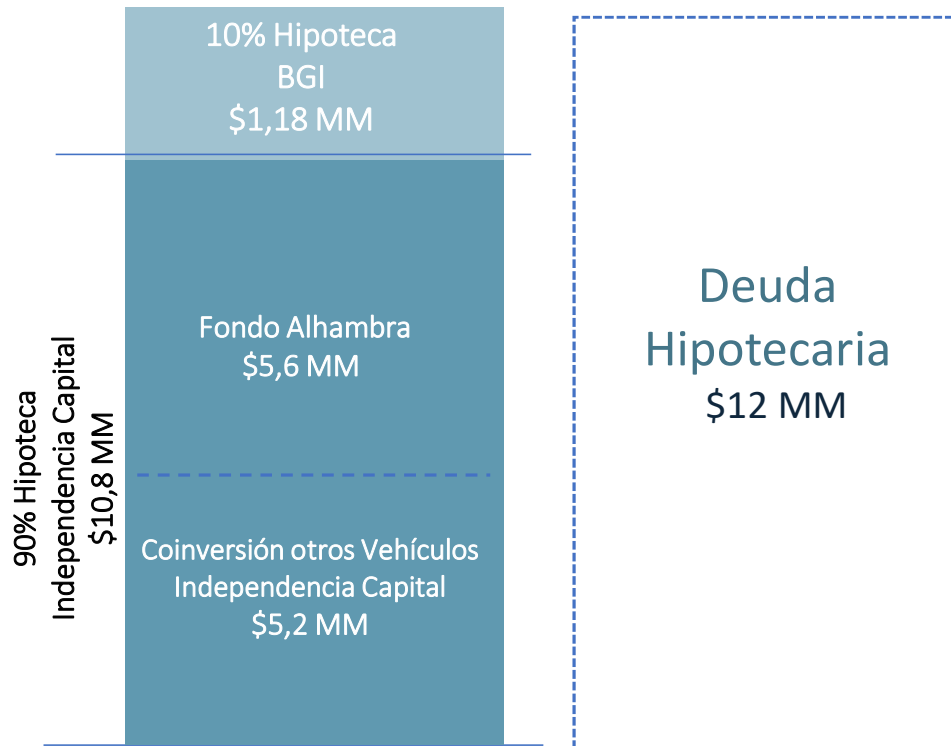 10% Hipoteca
BGI
$1,18 MM
90% Hipoteca
Independencia Capital
$10,8 MM
Fondo Alhambra
$5,6 MM
Coinversión otros Vehículos
Independencia Capital
$5,2 MM
Deuda
Hipotecaria
$12 MM